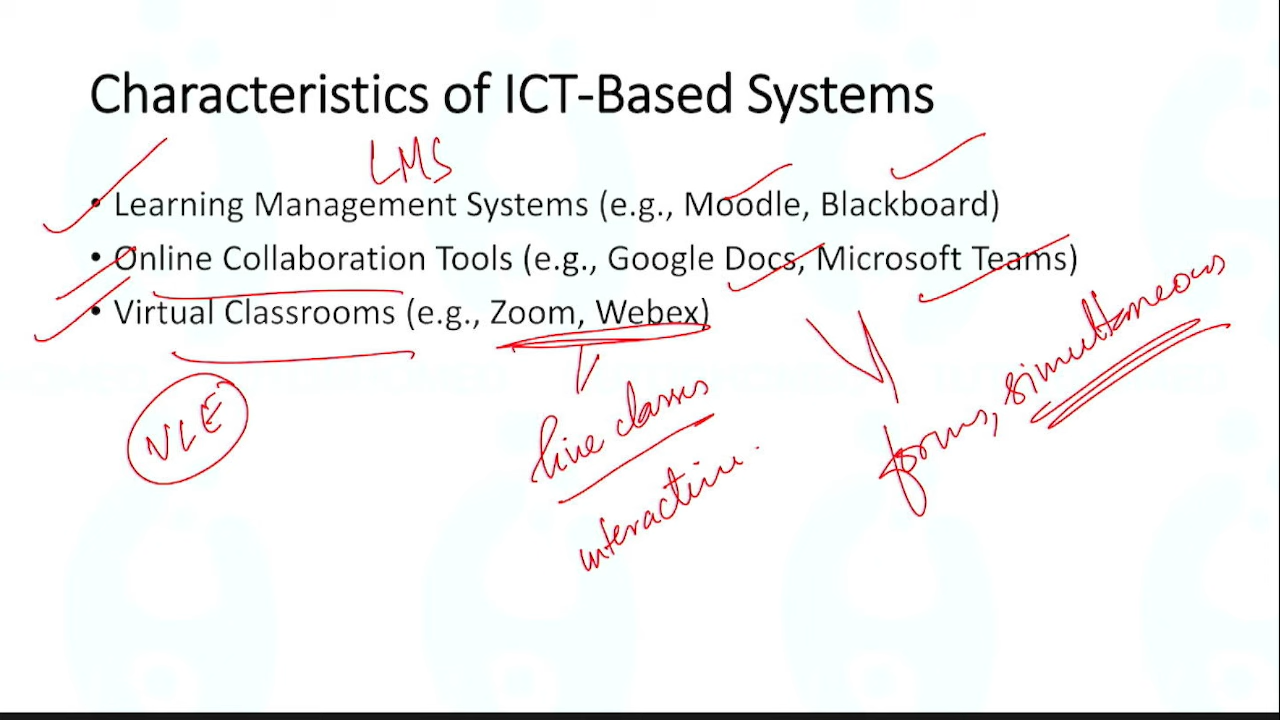 Characteristics of ICT-Based Systems
LMS
• Learning Management Systems (e.g., Moodle, Blackboard)
• Online Collaboration Tools (e.g., Google Docs, Microsoft Teams)
• Virtual Classrooms (e.g., Zoom, Webex)
VLE
live classes
interactive.
forms, simultaneous